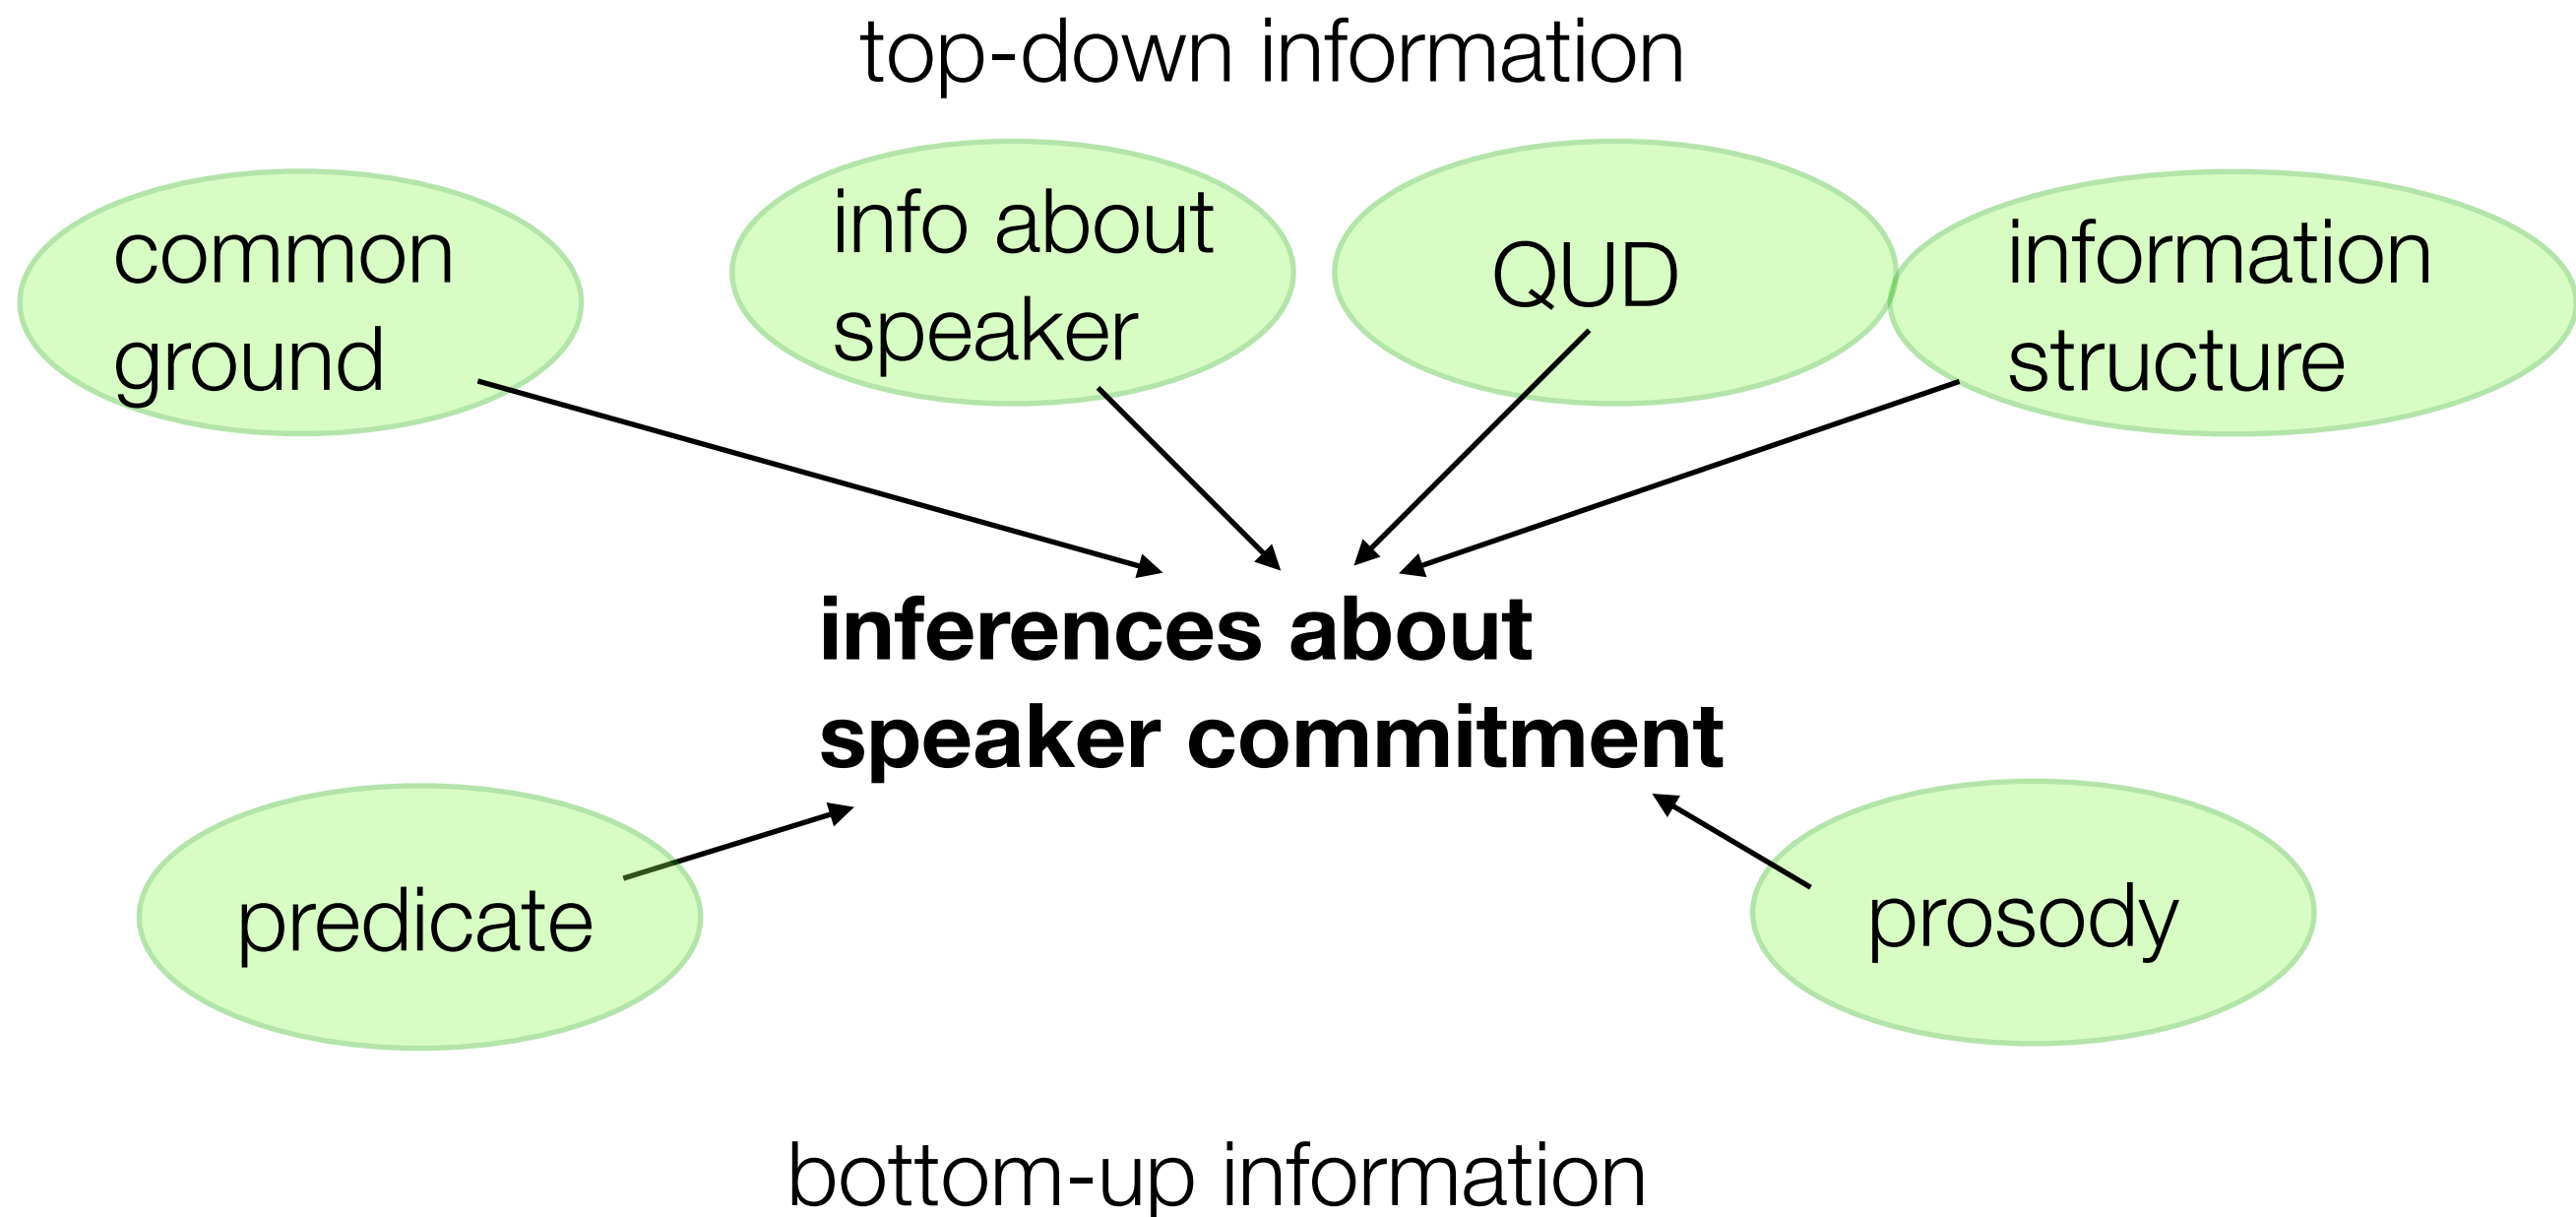 top-down information
common
ground
info about
speaker
QUD
information
structure
inferences about
speaker commitment
predicate
prosody
bottom-up information